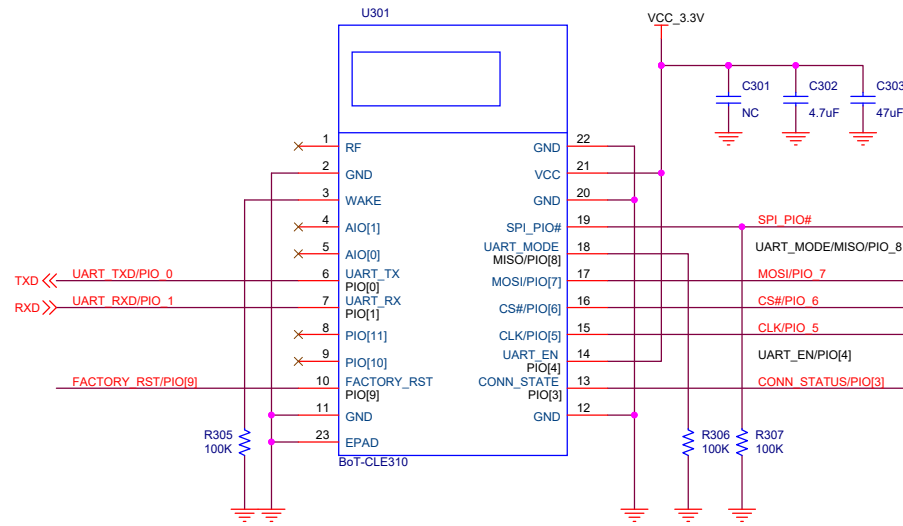 U301
VCC_3.3V
C301
NC
C302
4.7uF
C303
47uF
1
RF
2
GND
3
WAKE
4
AIO[1]
5
AIO[0]
6
UART_TX
PIO[0]
7
UART_RX
PIO[1]
8
PIO[11]
9
PIO[10]
10
FACTORY_RST
PIO[9]
11
GND
23
EPAD
22
GND
21
VCC
20
GND
19
SPI_PIO#
18
UART_MODE
MISO/PIO[8]
17
MOSI/PIO[7]
16
CS#/PIO[6]
15
CLK/PIO[5]
14
UART_EN
PIO[4]
13
CONN_STATE
PIO[3]
12
GND
TXD
UART_TXD/PIO_0
RXD
UART_RXD/PIO_1
FACTORY_RST/PIO[9]
SPI_PIO#
UART_MODE/MISO/PIO_8
MOSI/PIO_7
CS#/PIO_6
CLK/PIO_5
UART_EN/PIO[4]
CONN_STATUS/PIO[3]
R305
100K
R306
100K
R307
100K
BoT-CLE310